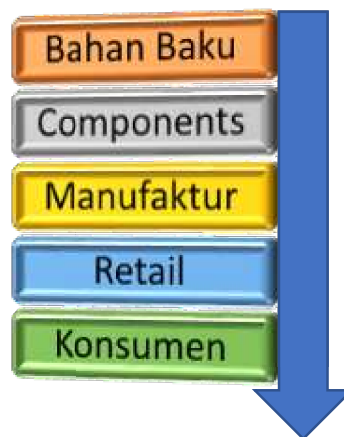 Bahan Baku
Components
Manufaktur
Retail
Konsumen